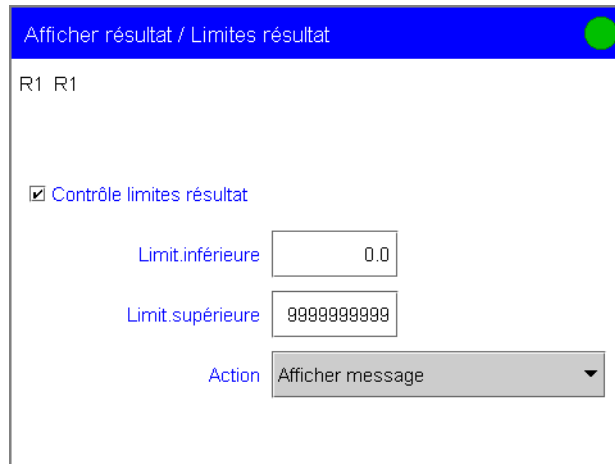 Afficher résultat / Limites résultat
R1 R1
Contrôle limites résultat
Limit.inférieure 0.0
Limit.supérieure 9999999999
Action Afficher message